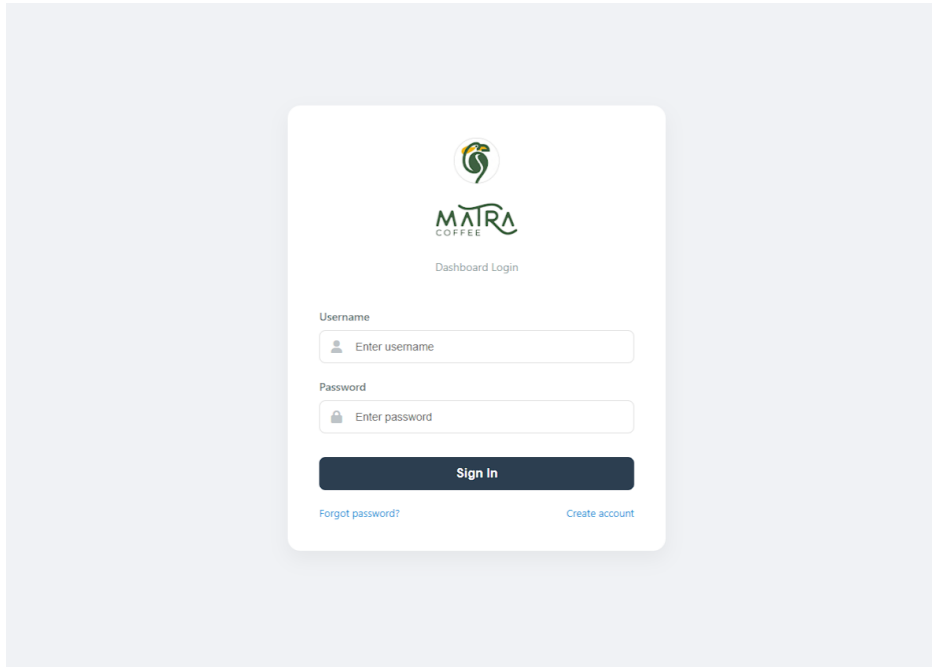 MATRA
COFFEE
Dashboard Login
Username
Enter username
Password
Enter password
Sign In
Forgot password? Create account